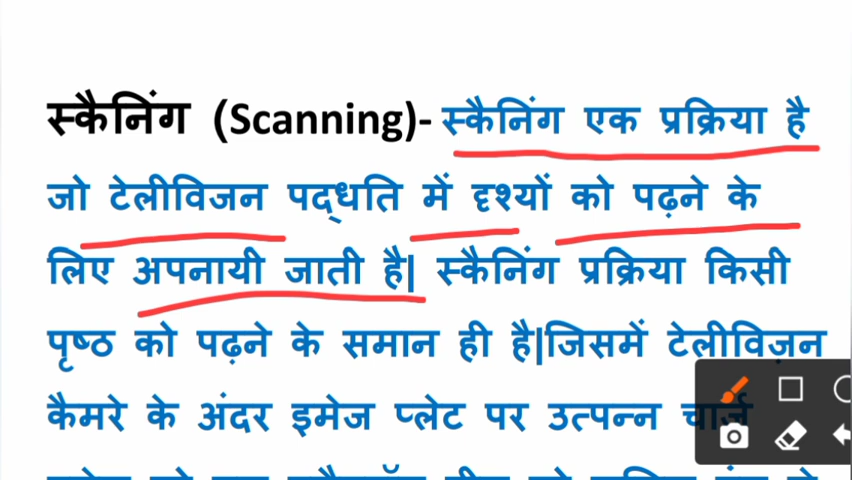 स्कैनिंग (Scanning)- स्कैनिंग एक प्रक्रिया है
जो टेलीविजन पद्धति में दृश्यों को पढ़ने के
लिए अपनायी जाती है| स्कैनिंग प्रक्रिया किसी
पृष्ठ को पढ़ने के समान ही है|जिसमें टेलीविज़न
कैमरे के अंदर इमेज प्लेट पर उत्पन्न चार्ज